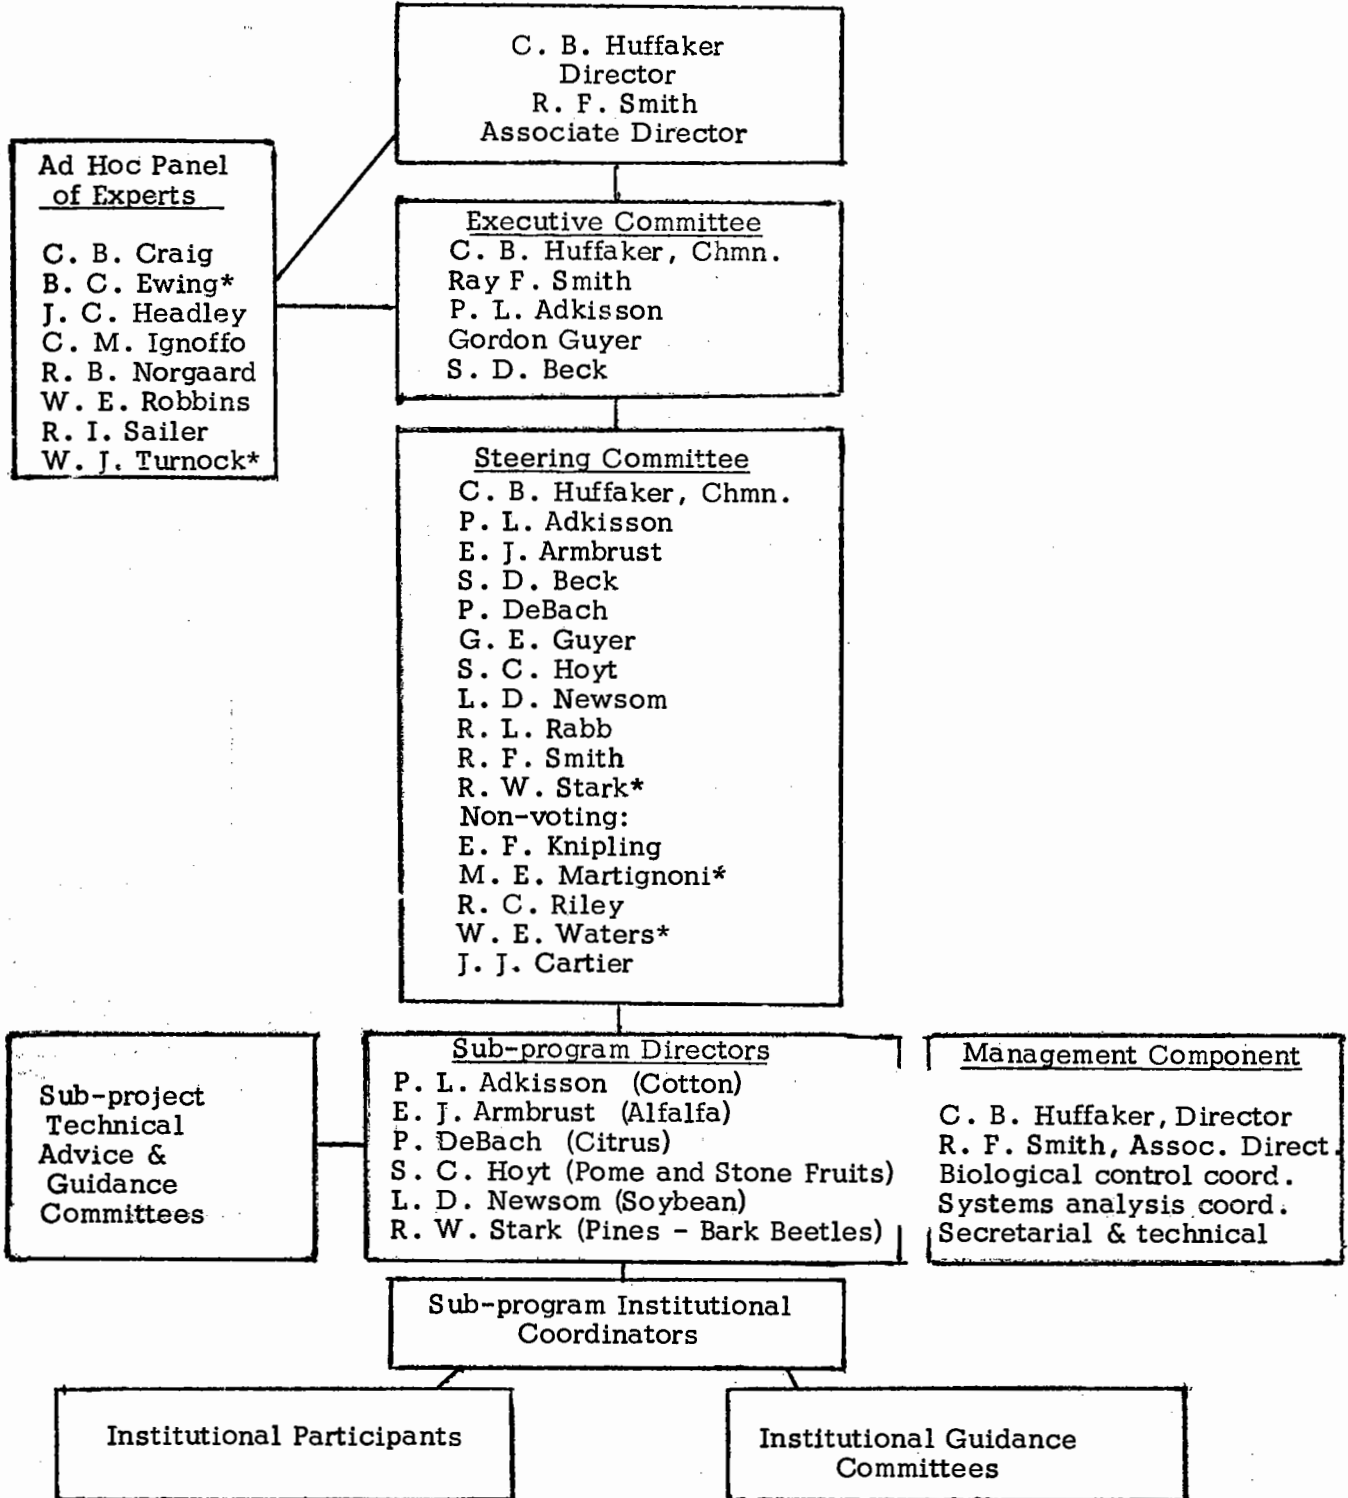 C. B. Huffaker
Director
R. F. Smith
Associate Director
Ad Hoc Panel
of Experts
C. B. Craig
B. C. Ewing*
J. C. Headley
C. M. Ignoffo
R. B. Norgaard
W. E. Robbins
R. I. Sailer
W. J. Turnock*
Executive Committee
C. B. Huffaker, Chmn.
Ray F. Smith
P. L. Adkisson
Gordon Guyer
S. D. Beck
Steering Committee
C. B. Huffaker, Chmn.
P. L. Adkisson
E. J. Armbrust
S. D. Beck
P. DeBach
G. E. Guyer
S. C. Hoyt
L. D. Newsom
R. L. Rabb
R. F. Smith
R. W. Stark*
Non-voting:
E. F. Knipling
M. E. Martignoni*
R. C. Riley
W. E. Waters*
J. J. Cartier
Sub-project
Technical
Advice &
Guidance
Committees
Sub-program Directors
P. L. Adkisson (Cotton)
E. J. Armbrust (Alfalfa)
P. DeBach (Citrus)
S. C. Hoyt (Pome and Stone Fruits)
L. D. Newsom (Soybean)
R. W. Stark (Pines - Bark Beetles)
Management Component
C. B. Huffaker, Director
R. F. Smith, Assoc. Direct.
Biological control coord.
Systems analysis coord.
Secretarial & technical
Sub-program Institutional
Coordinators
Institutional Participants
Institutional Guidance
Committees